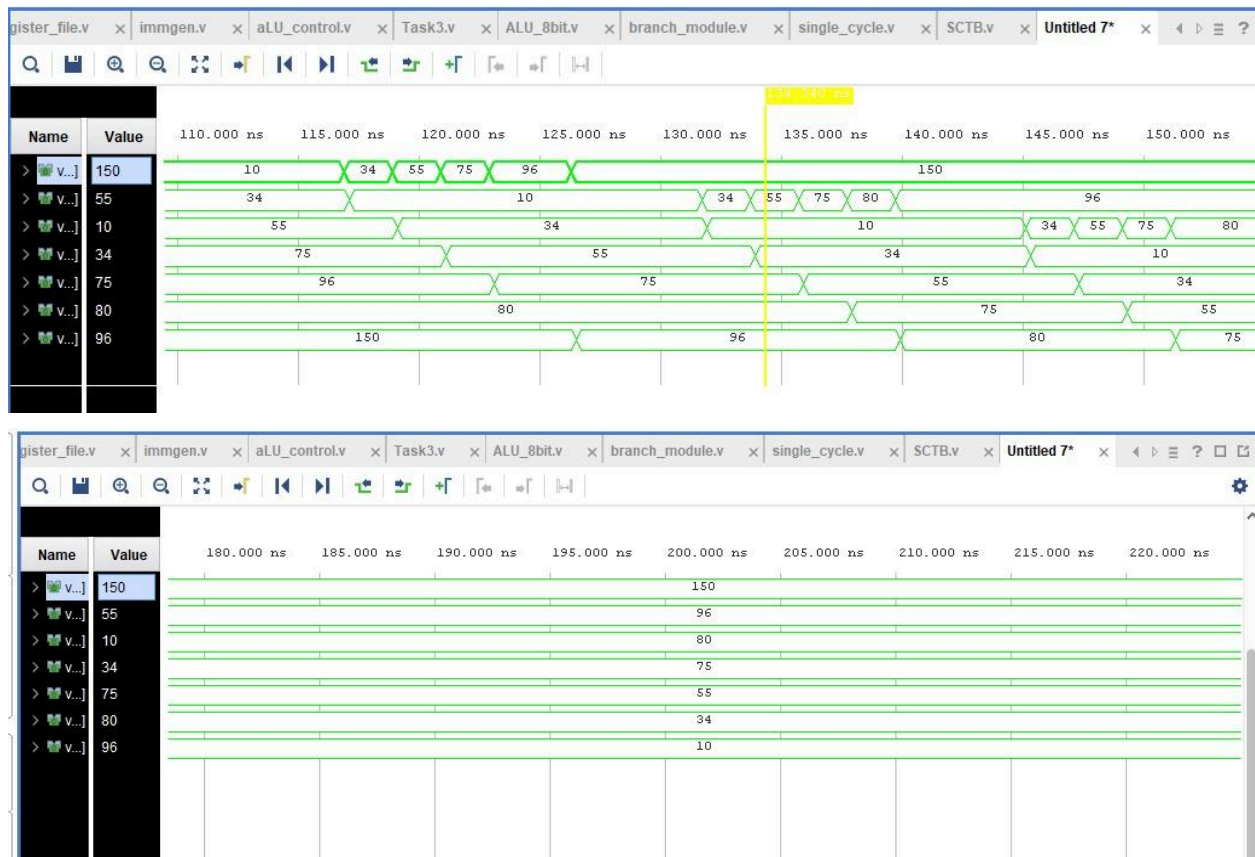 gister_file.v x immgen.v x aLU_control.v x Task3.v x ALU_8bit.v x branch_module.v x single_cycle.v x SCTB.v x Untitled 7* x ?
Name Value 110.000 ns 115.000 ns 120.000 ns 125.000 ns 130.000 ns 135.000 ns 140.000 ns 145.000 ns 150.000 ns
> v...] 150 10 34 55 75 96 150
> v...] 55 34 10 34 55 75 80 96
> v...] 10 55 34 10 34 55 75 80
> v...] 34 75 55 34 10
> v...] 75 96 75 55 34
> v...] 80 80 75 55
> v...] 96 150 96 80 75
gister_file.v x immgen.v x aLU_control.v x Task3.v x ALU_8bit.v x branch_module.v x single_cycle.v x SCTB.v x Untitled 7* x ?
Name Value 180.000 ns 185.000 ns 190.000 ns 195.000 ns 200.000 ns 205.000 ns 210.000 ns 215.000 ns 220.000 ns
> v...] 150 150
> v...] 55 96
> v...] 10 80
> v...] 34 75
> v...] 75 55
> v...] 80 34
> v...] 96 10